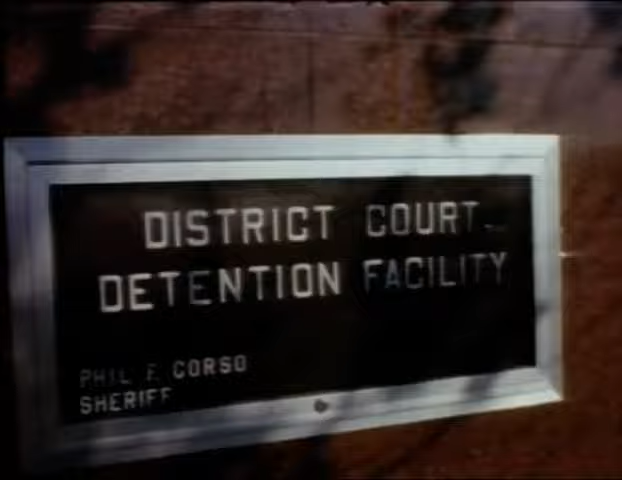 DISTRICT COURT
DETENTION FACILITY
PHIL F. CORSO
SHERIFF